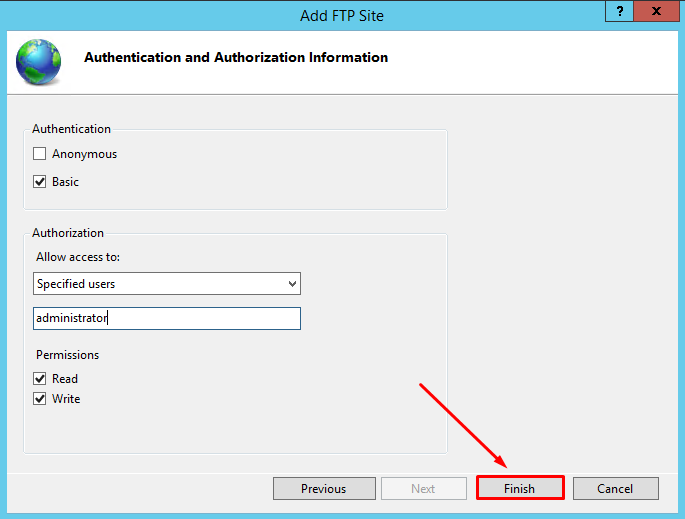 Add FTP Site
?
x
Authentication and Authorization Information
Authentication
Anonymous
Basic
Authorization
Allow access to:
Specified users
administrator
Permissions
Read
Write
Previous Next Finish Cancel